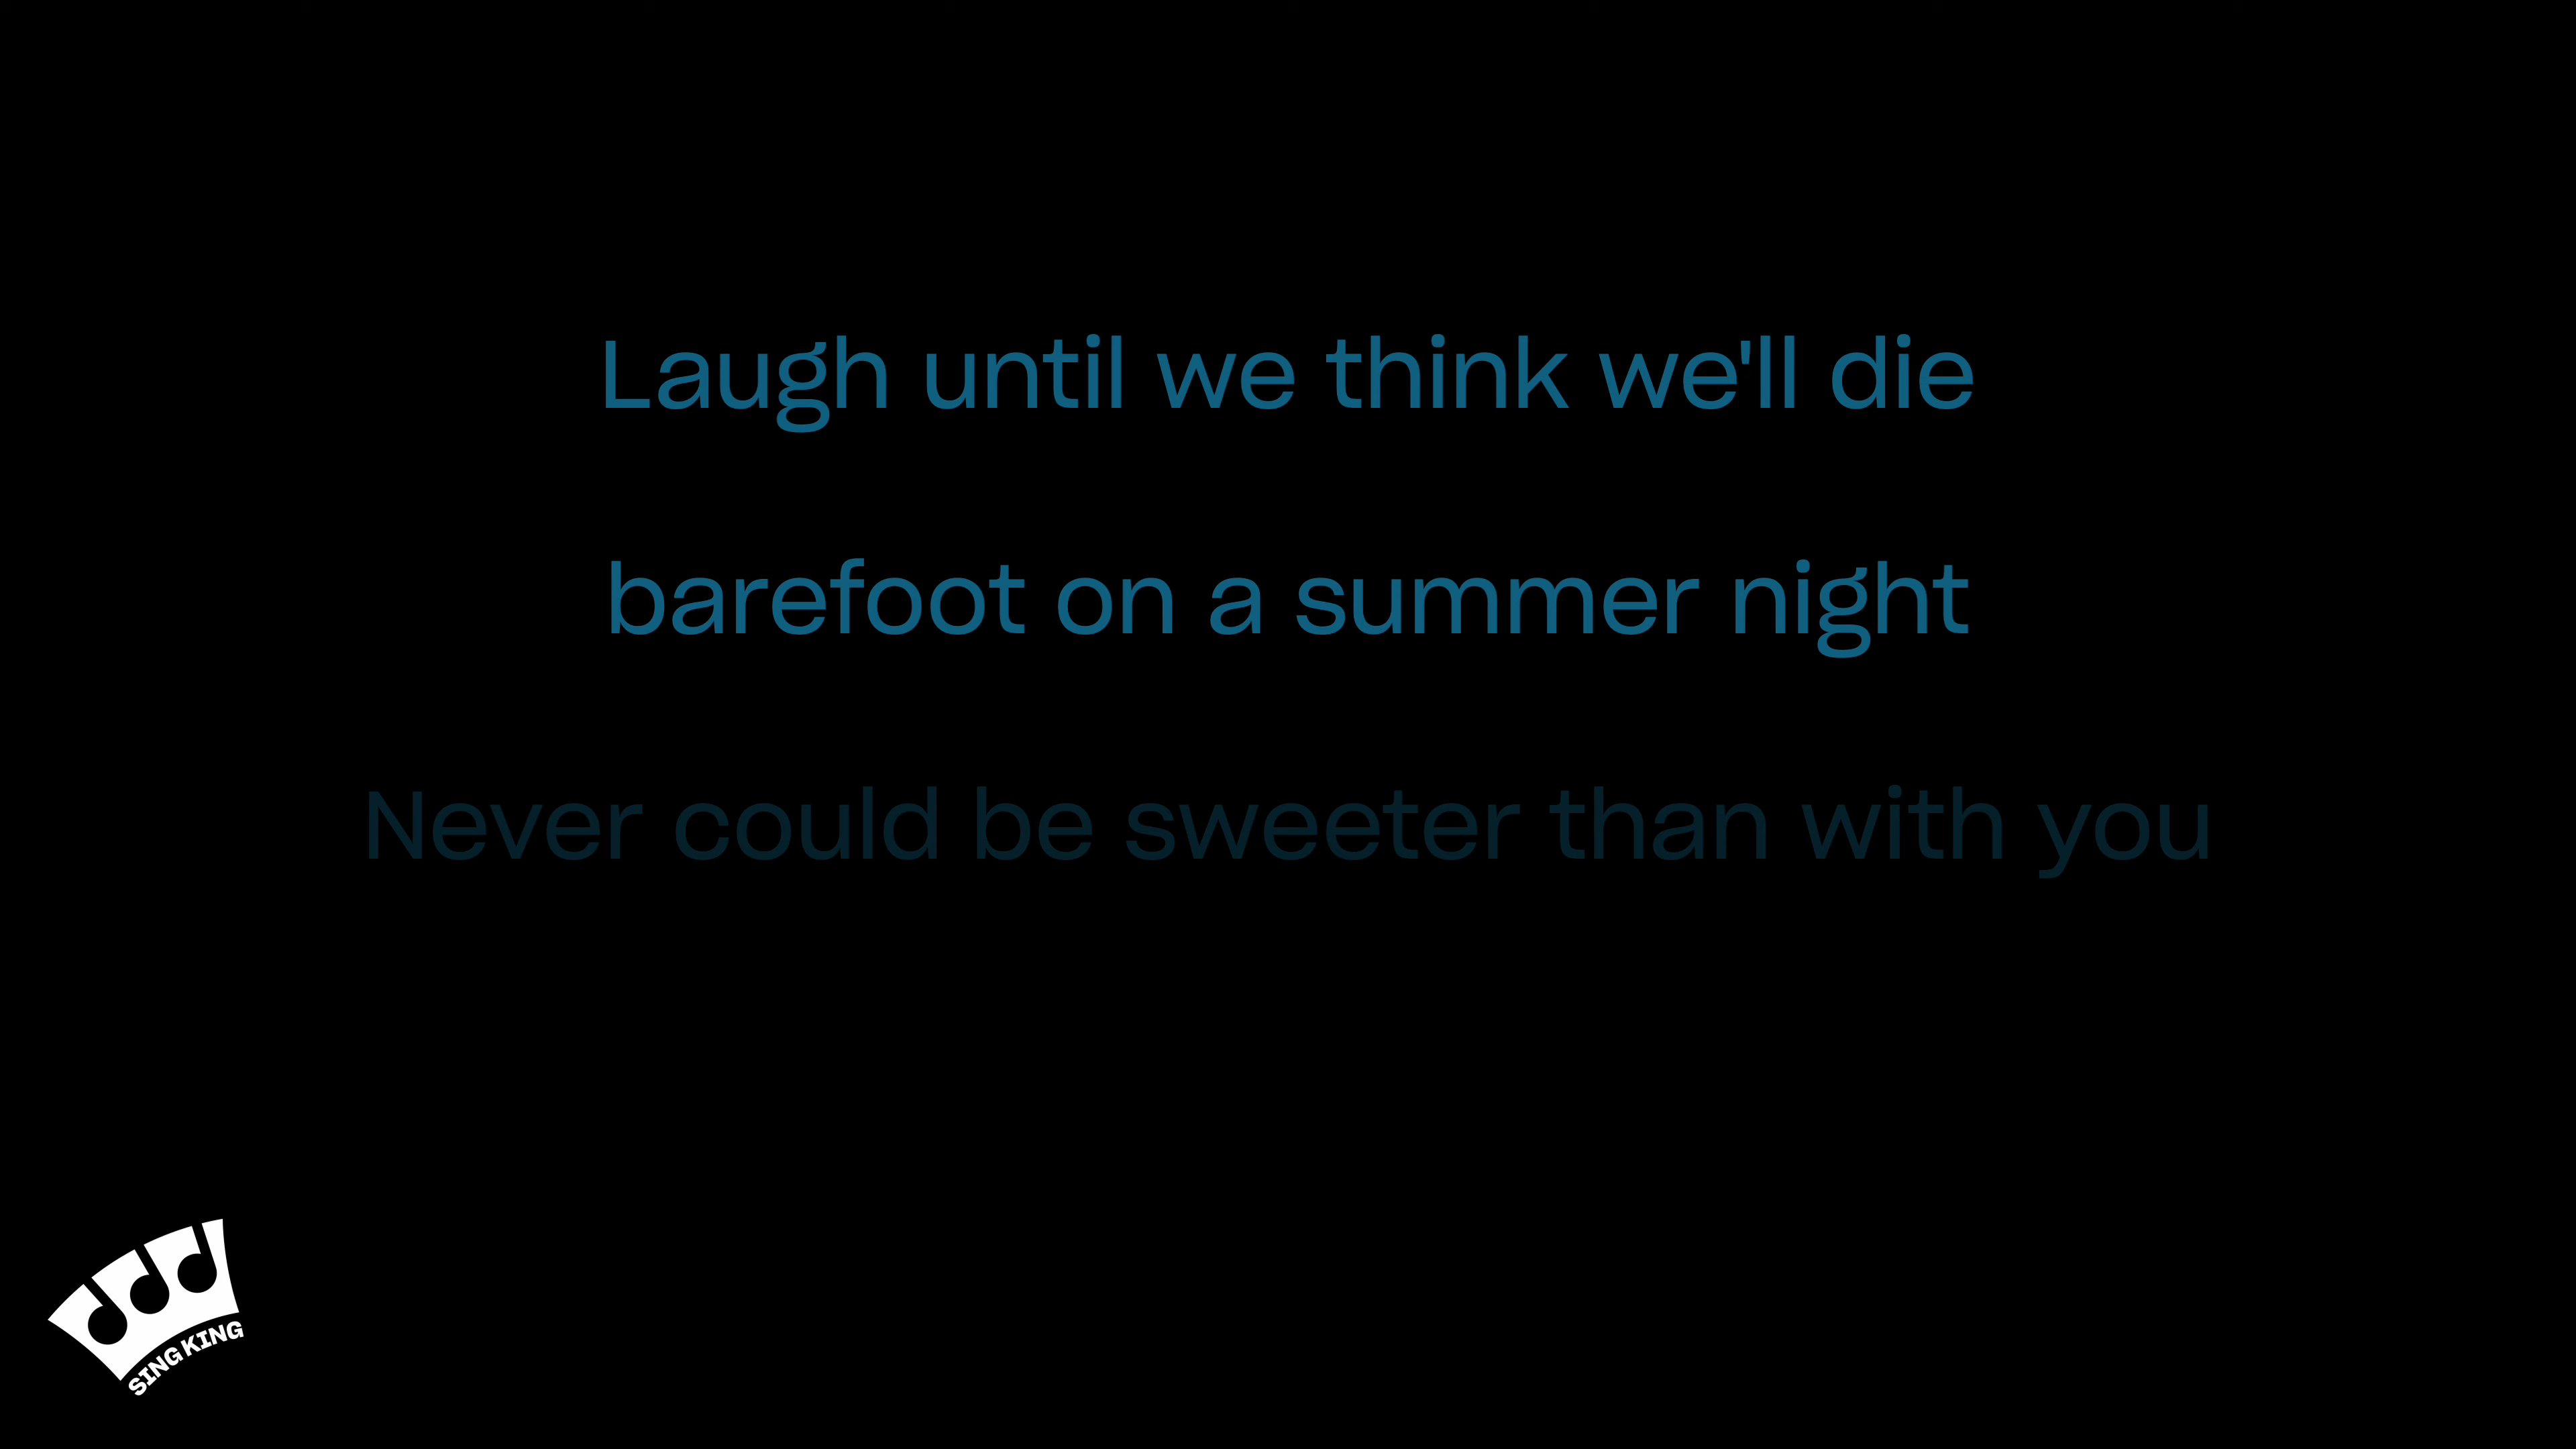 Laugh until we think we'll die
barefoot on a summer night
Never could be sweeter than with you
SING KING